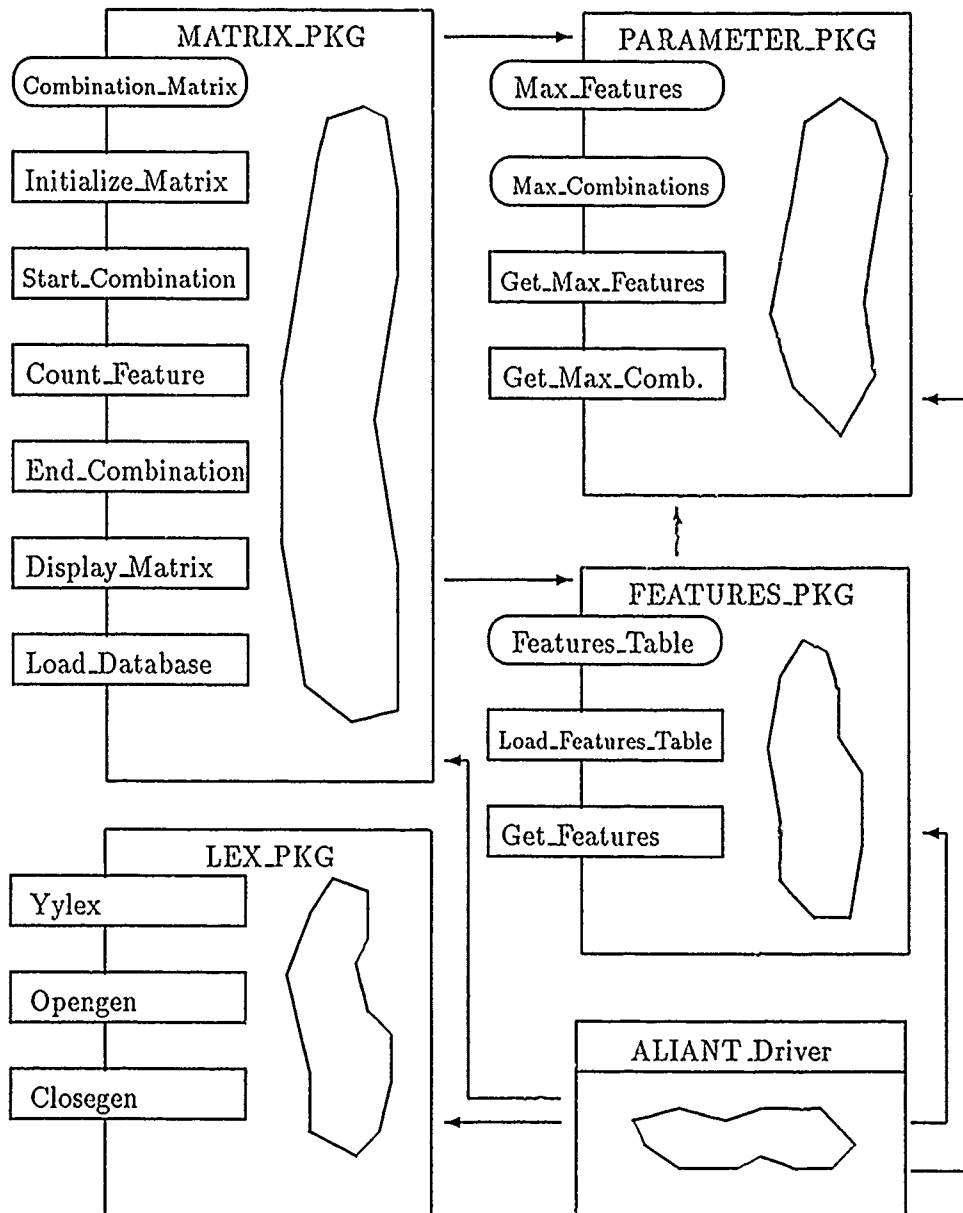 MATRIX_PKG
Combination_Matrix
Initialize_Matrix
Start_Combination
Count_Feature
End_Combination
Display_Matrix
Load_Database
PARAMETER_PKG
Max_Features
Max_Combinations
Get_Max_Features
Get_Max_Comb.
FEATURES_PKG
Features_Table
Load_Features_Table
Get_Features
LEX_PKG
Yylex
Opengen
Closegen
ALIANT_Driver